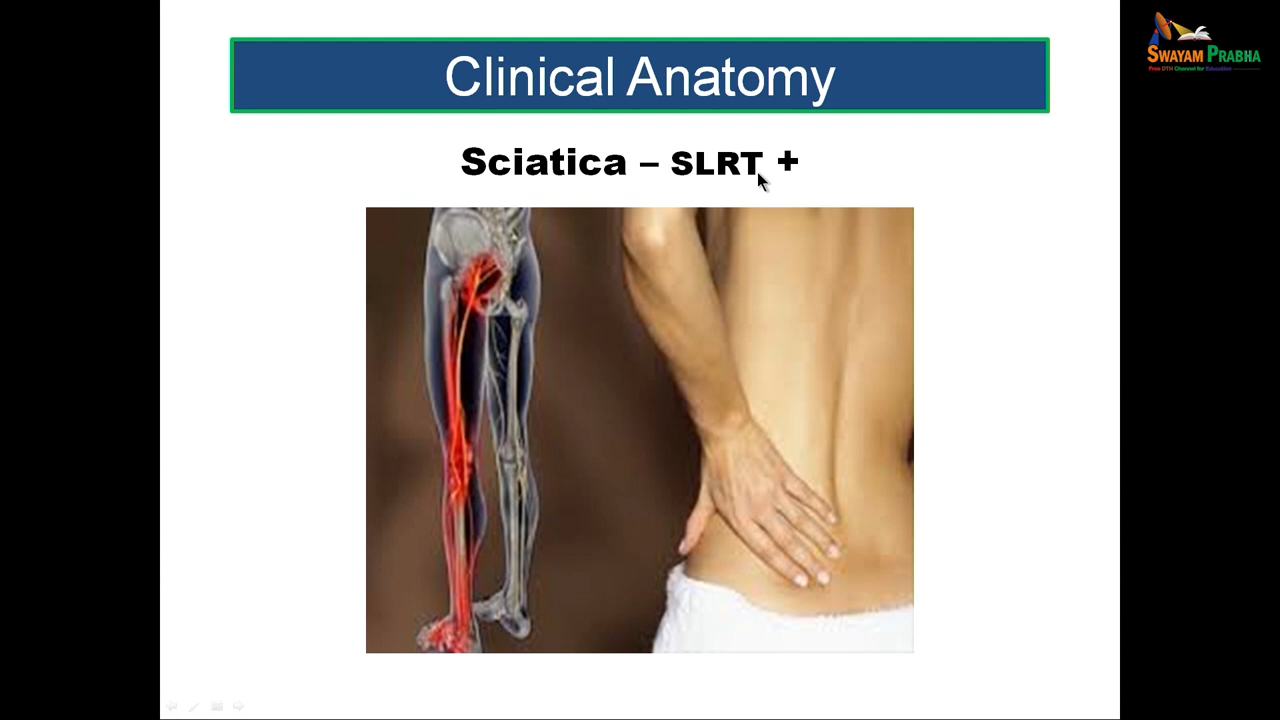 Clinical Anatomy
SWAYAM PRABHA
Free DTH Channel for Education
Sciatica – SLRT +